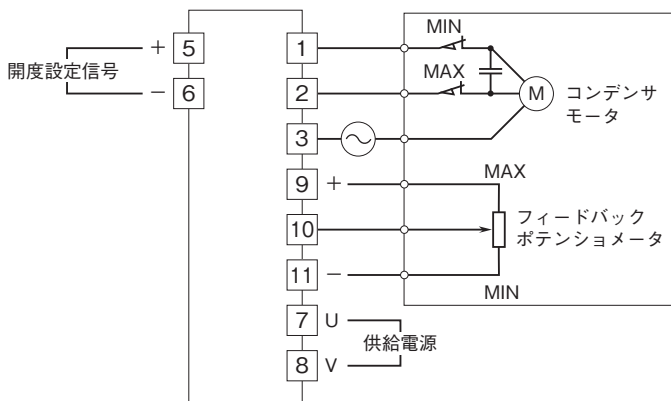 MIN
+ 5 1
開度設定信号
− 6 2
MAX
M
コンデンサ
モータ
3
9 +
MAX
10
フィードバック
ポテンショメータ
11 −
MIN
7 U
供給電源
8 V